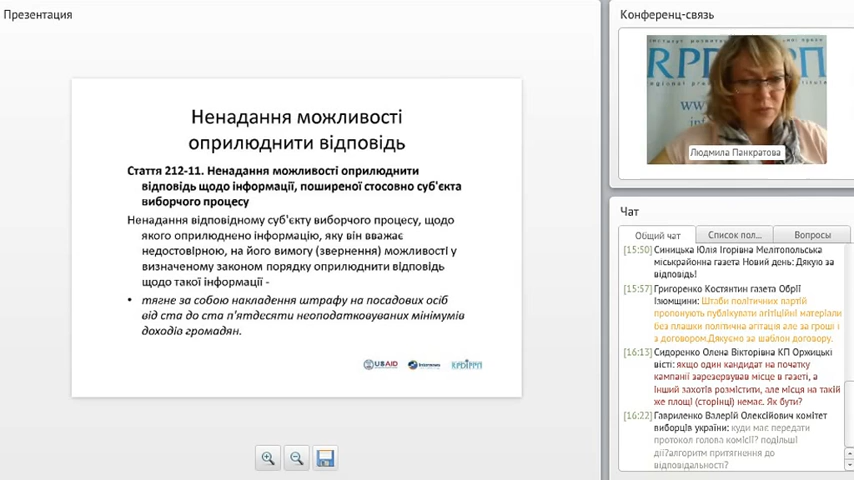 Презентация
Ненадання можливості
оприлюднити відповідь
Стаття 212-11. Ненадання можливості оприлюднити
відповідь щодо інформації, поширеної стосовно суб'єкта
виборчого процесу
Ненадання відповідному суб'єкту виборчого процесу, щодо
якого оприлюднено інформацію, яку він вважає
недостовірною, на його вимогу (звернення) можливості у
визначеному законом порядку оприлюднити відповідь
щодо такої інформації -
• тягне за собою накладення штрафу на посадових осіб
від ста до ста п'ятдесяти неоподатковуваних мінімумів
доходів громадян.
USAID Internews
Конференц-связь
www
Людмила Панкратова
Чат
Общий чат Список пол... Вопросы
[15:50] Синицька Юлія Ігорівна Мелітопольська
міськрайонна газета Новий день: Дякую за
відповідь!
[15:57] Григоренко Костянтин газета Обрії
Ізюмщини: Штаби політичних партій
пропонують публікувати агітіційні матеріали
без плашки політична агітація але за гроші і
з договором.Дякуємо за шаблон договору.
[16:13] Сидоренко Олена Вікторівна КП Оржицькі
вісті: якщо один кандидат на початку
кампанії зарезервував місце в газеті, а
інший захотів розмістити, але місця на такій
же площі (сторінці) немає. Як бути?
[16:22] Гавриленко Валерій Олексійович комітет
виборців україни: куди має передати
протокол голова комісії? подільші
дії?алгоритм притягнення до
відповідальності?